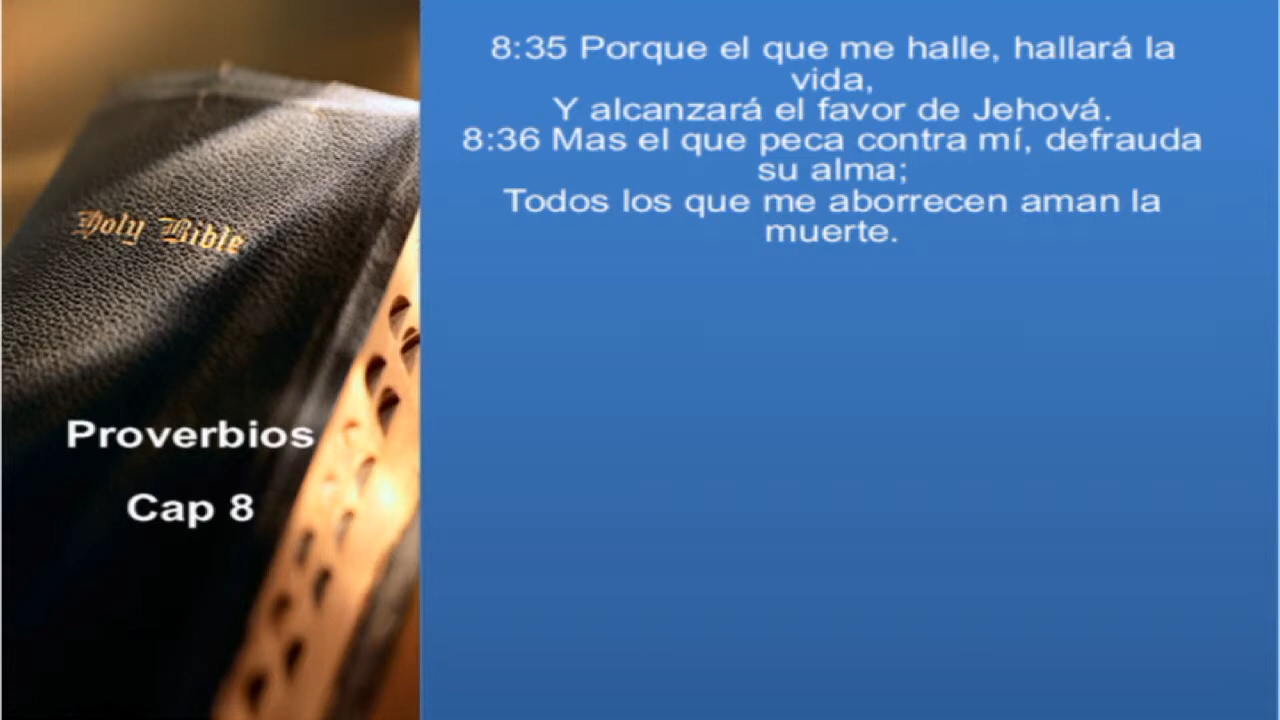 Holy Bible
Proverbios
Cap 8
8:35 Porque el que me halle, hallará la
vida,
Y alcanzará el favor de Jehová.
8:36 Mas el que peca contra mí, defrauda
su alma;
Todos los que me aborrecen aman la
muerte.